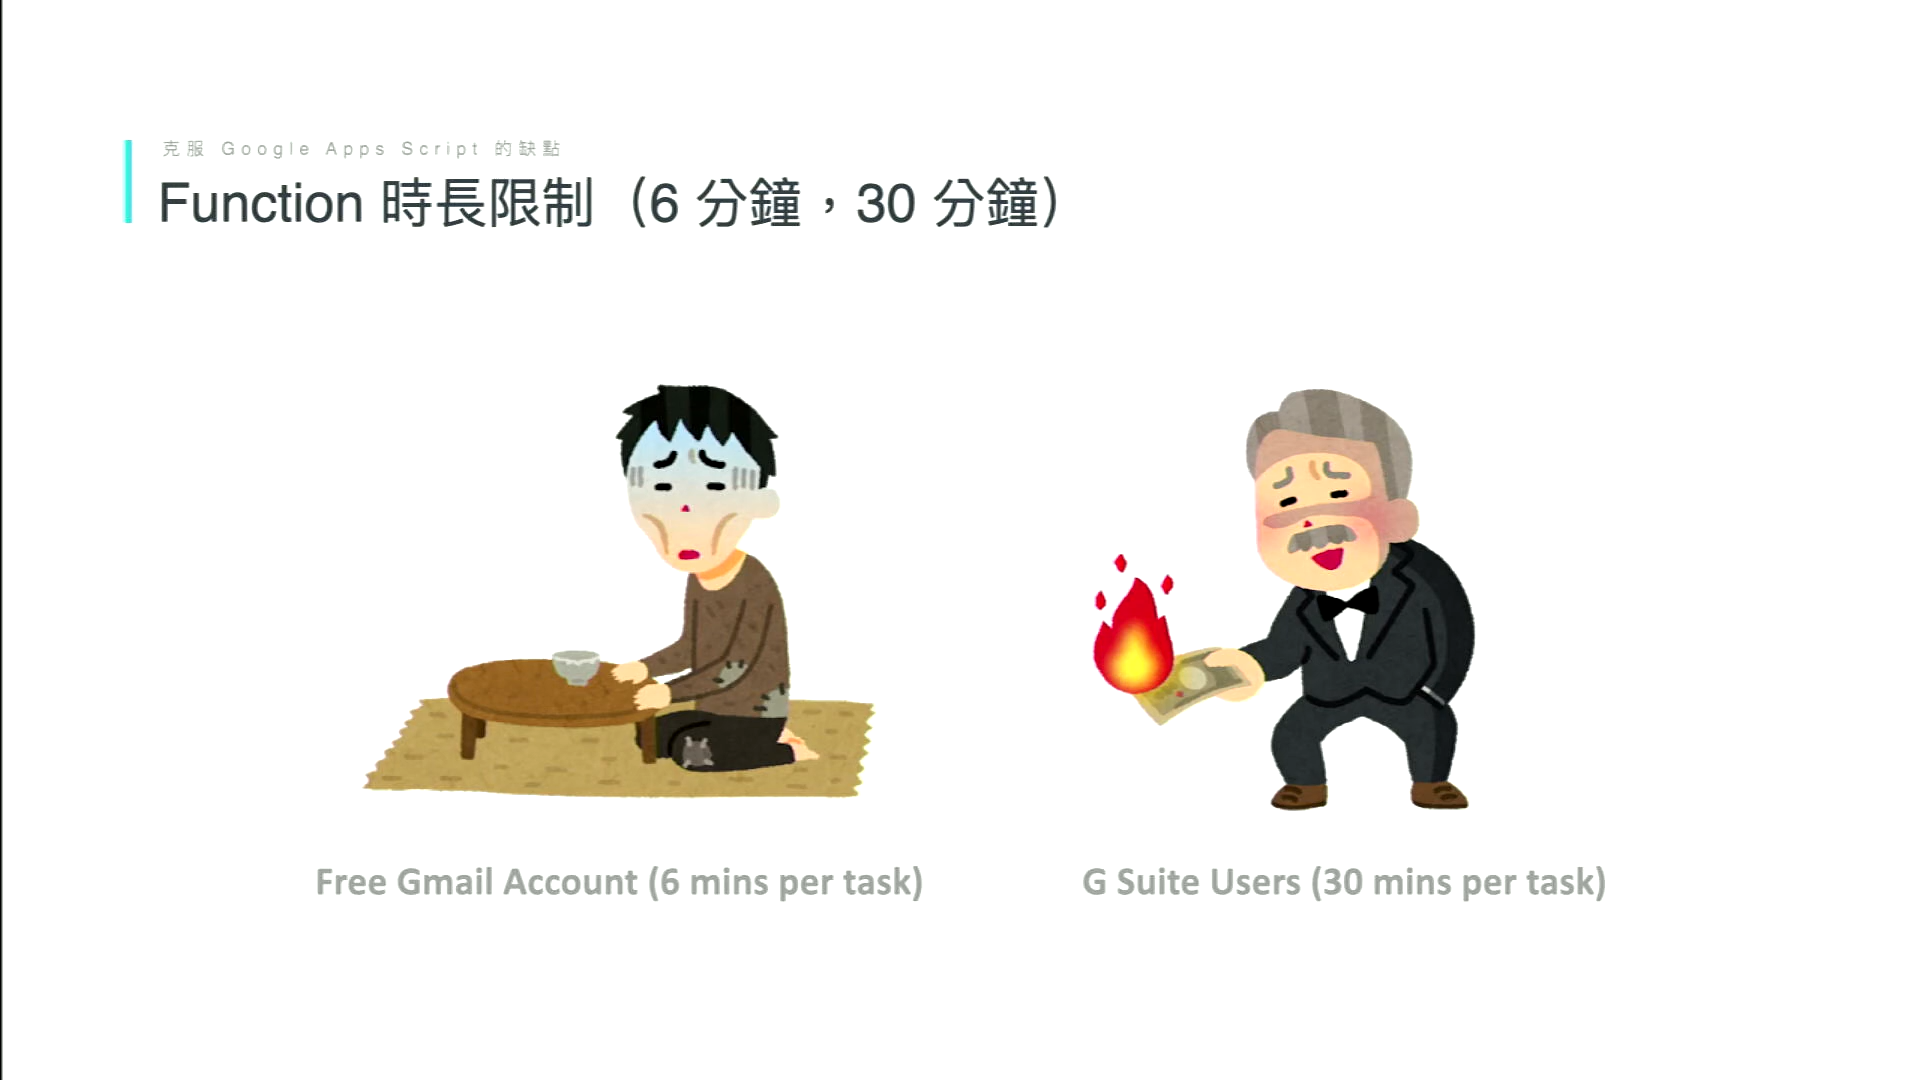 克服 Google Apps Script 的缺點
Function 時長限制（6 分鐘，30 分鐘）
Free Gmail Account (6 mins per task)
G Suite Users (30 mins per task)